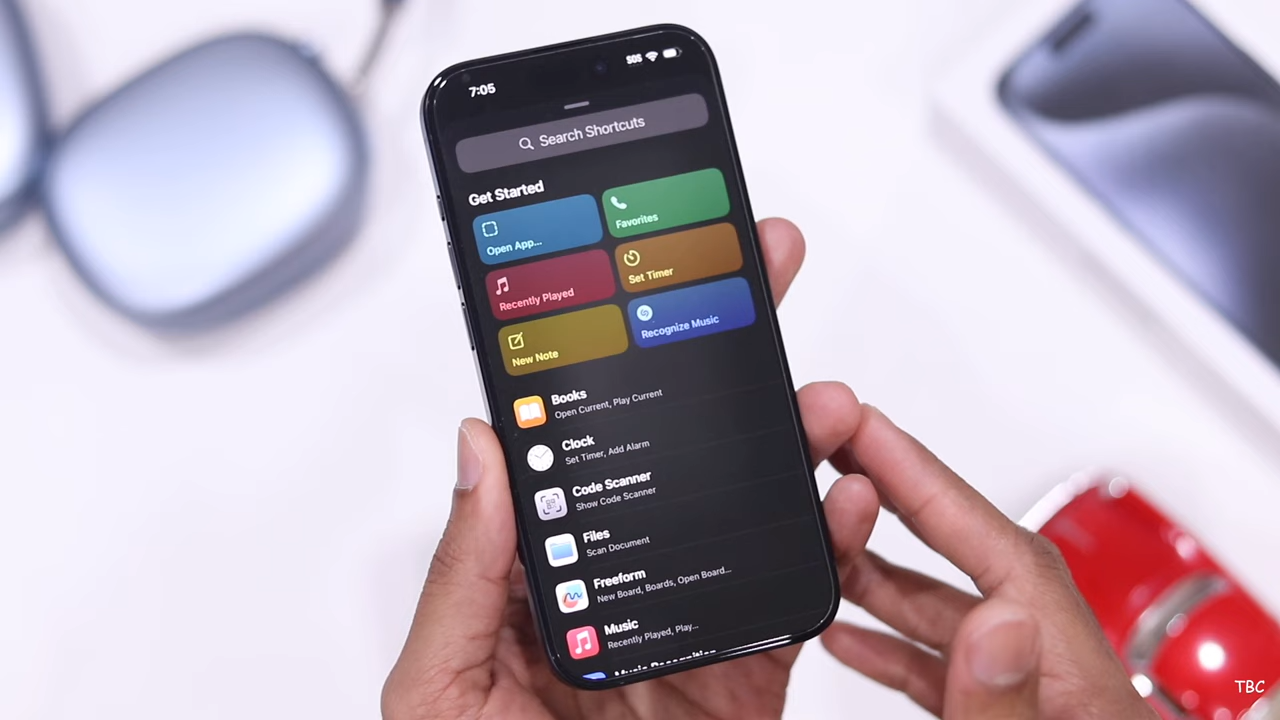 7:05
SOS
Search Shortcuts
Get Started
Open App...
Favorites
Recently Played
Set Timer
New Note
Recognize Music
Books
Open Current, Play Current
Clock
Set Timer, Add Alarm
Code Scanner
Show Code Scanner
Files
Scan Document
Freeform
New Board, Boards, Open Board...
Music
Recently Played, Play...
Music Recognition
TBC